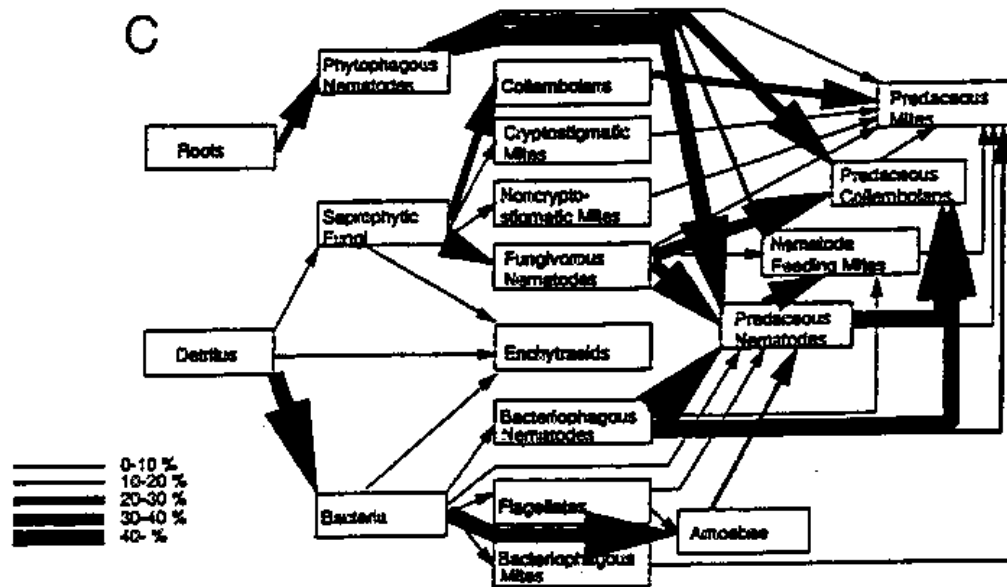 C
Phytophagous
Nematodes
Collembolans
Predaceous
Mites
Cryptostigmatic
Mites
Roots
Predaceous
Collembolans
Noncrypto-
stigmatic Mites
Saprophytic
Fungi
Nematode
Feeding Mites
Fungivorous
Nematodes
Predaceous
Nematodes
Detritus
Enchytraeids
Bacteriophagous
Nematodes
0-10 %
10-20 %
20-30 %
30-40 %
40- %
Bacteria
Flagellates
Amoebae
Bacteriophagous
Mites